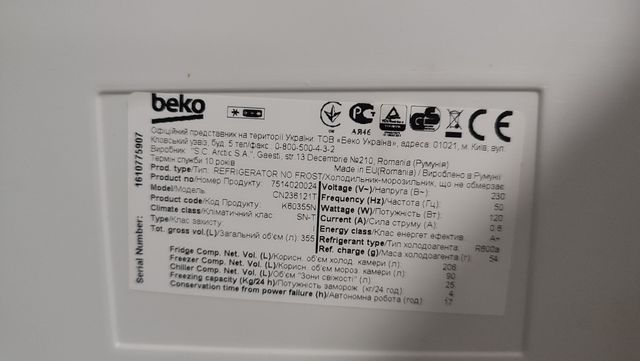 beko
АЯ46
Офіційний представник на території України: ТОВ «Беко Україна», адреса: 01021, м. Київ, вул.
Кловський узвіз, буд. 5 тел/факс.: 0-800-500-4-3-2
Виробник: "S.C. Arctic S.A.", Gaesti, str.13 Decembrie №210, Romania (Румунія)
Термін служби 10 років Made in EU(Romania) / Вироблено в Румунії
Prod. type/Тип: REFRIGERATOR NO FROST/Холодильник-морозильник, що не обмерзає
Product no/Номер Продукту: 7514020024
Model/Модель: CN236121T
Product code/Код Продукту: K60355N
Climate class/Кліматичний клас: SN-T
Type/Клас захисту
Tot. gross vol.(L)/Загальний об'єм (л): 355
Voltage (V~)/Напруга (В~): 230
Frequency (Hz)/Частота (Гц): 50
Wattage (W)/Потужність (Вт): 120
Current (A)/Сила струму (А): 0.8
Energy class/Клас енергет.ефектив.: A+
Refrigerant type/Тип холодоагента: R600a
Ref. charge (g)/Маса холодоагента (г): 54
Fridge Comp. Net. Vol. (L)/Корисн. об'єм холод. камери (л): 206
Freezer Comp. Net. Vol. (L)/Корисн. об'єм мороз. камери (л): 90
Chiller Comp. Net. Vol. (L)/Об'єм "Зони свіжості" (л): 25
Freezing capacity (Kg/24 h)/Потужність заморож. (кг/24 год): 4
Conservation time from power failure (h)/Автономна робота (год): 17
Serial Number: 1610775907